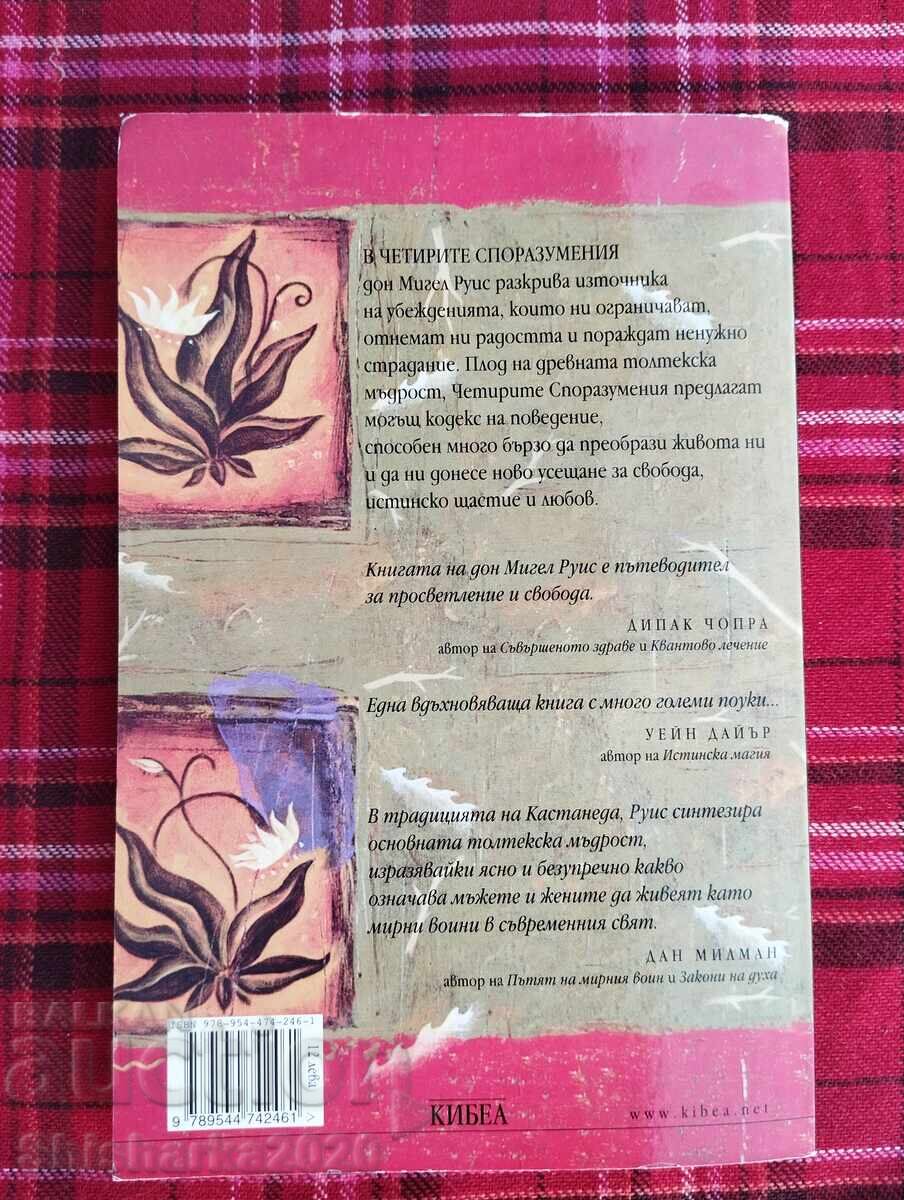 В ЧЕТИРИТЕ СПОРАЗУМЕНИЯ
дон Мигел Руис разкрива източника
на убежденията, които ни ограничават,
отнемат ни радостта и пораждат ненужно
страдание. Плод на древната толтекска
мъдрост, Четирите Споразумения предлагат
могъщ кодекс на поведение,
способен много бързо да преобрази живота ни
и да ни донесе ново усещане за свобода,
истинско щастие и любов.
Книгата на дон Мигел Руис е пътеводител
за просветление и свобода.
ДИПАК ЧОПРА
автор на Съвършеното здраве и Квантово лечение
Една вдъхновяваща книга с много големи поуки...
УЕЙН ДАЙЪР
автор на Истинска магия
В традицията на Кастанеда, Руис синтезира
основната толтекска мъдрост,
изразявайки ясно и безупречно какво
означава мъжете и жените да живеят като
мирни воини в съвременния свят.
ДАН МИЛМАН
автор на Пътят на мирния воин и Закони на духа
ISBN 978-954-474-246-1
12 лева
9 789544 742461 >
КИБЕА
www.kibea.net
BALKAN
auction
Shisharka2020